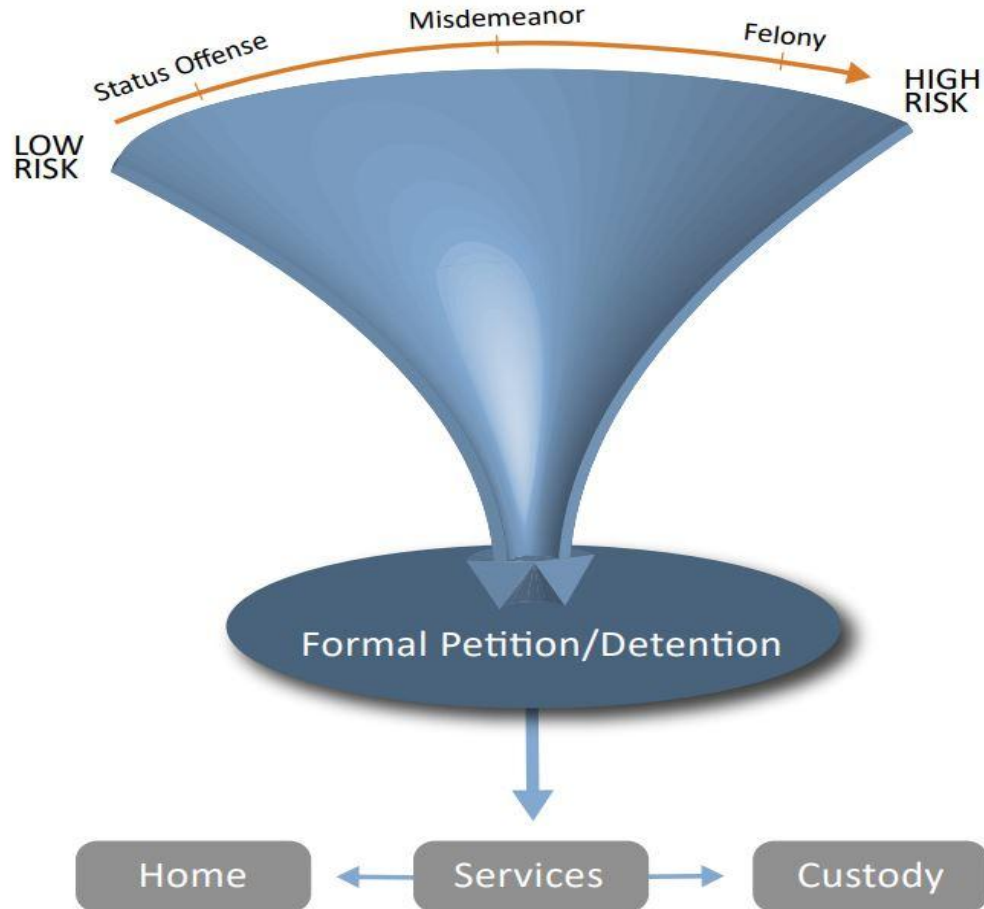 Misdemeanor
Status Offense
Felony
LOW
RISK
HIGH
RISK
Formal Petition/Detention
Home
Services
Custody